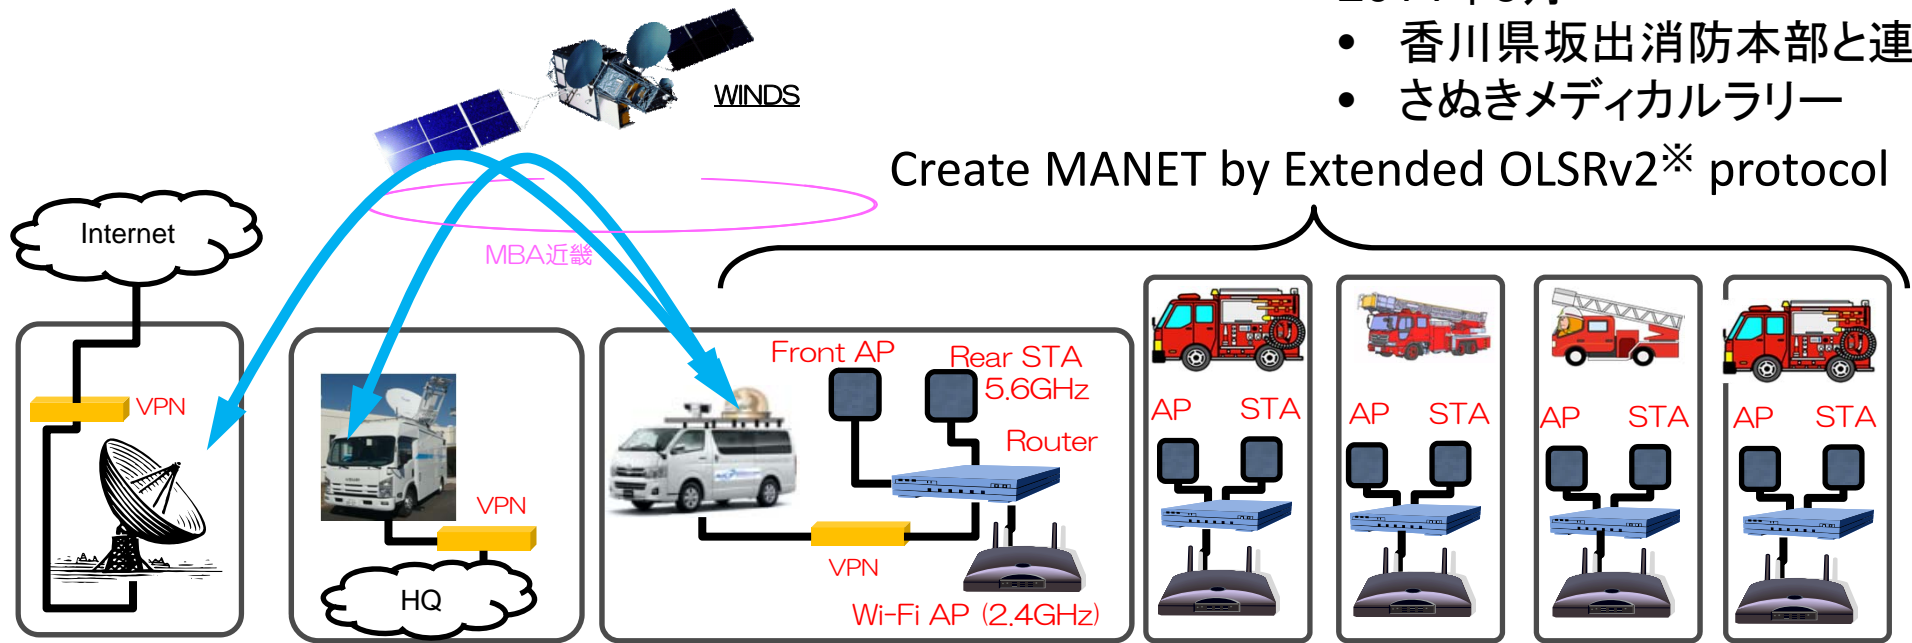 • 香川県坂出消防本部と連
• さぬきメディカルラリー
WINDS
Create MANET by Extended OLSRv2※ protocol
Internet
MBA近畿
VPN
VPN
HQ
Front AP
Rear STA
5.6GHz
Router
VPN
Wi-Fi AP (2.4GHz)
AP STA
AP STA
AP STA
AP STA